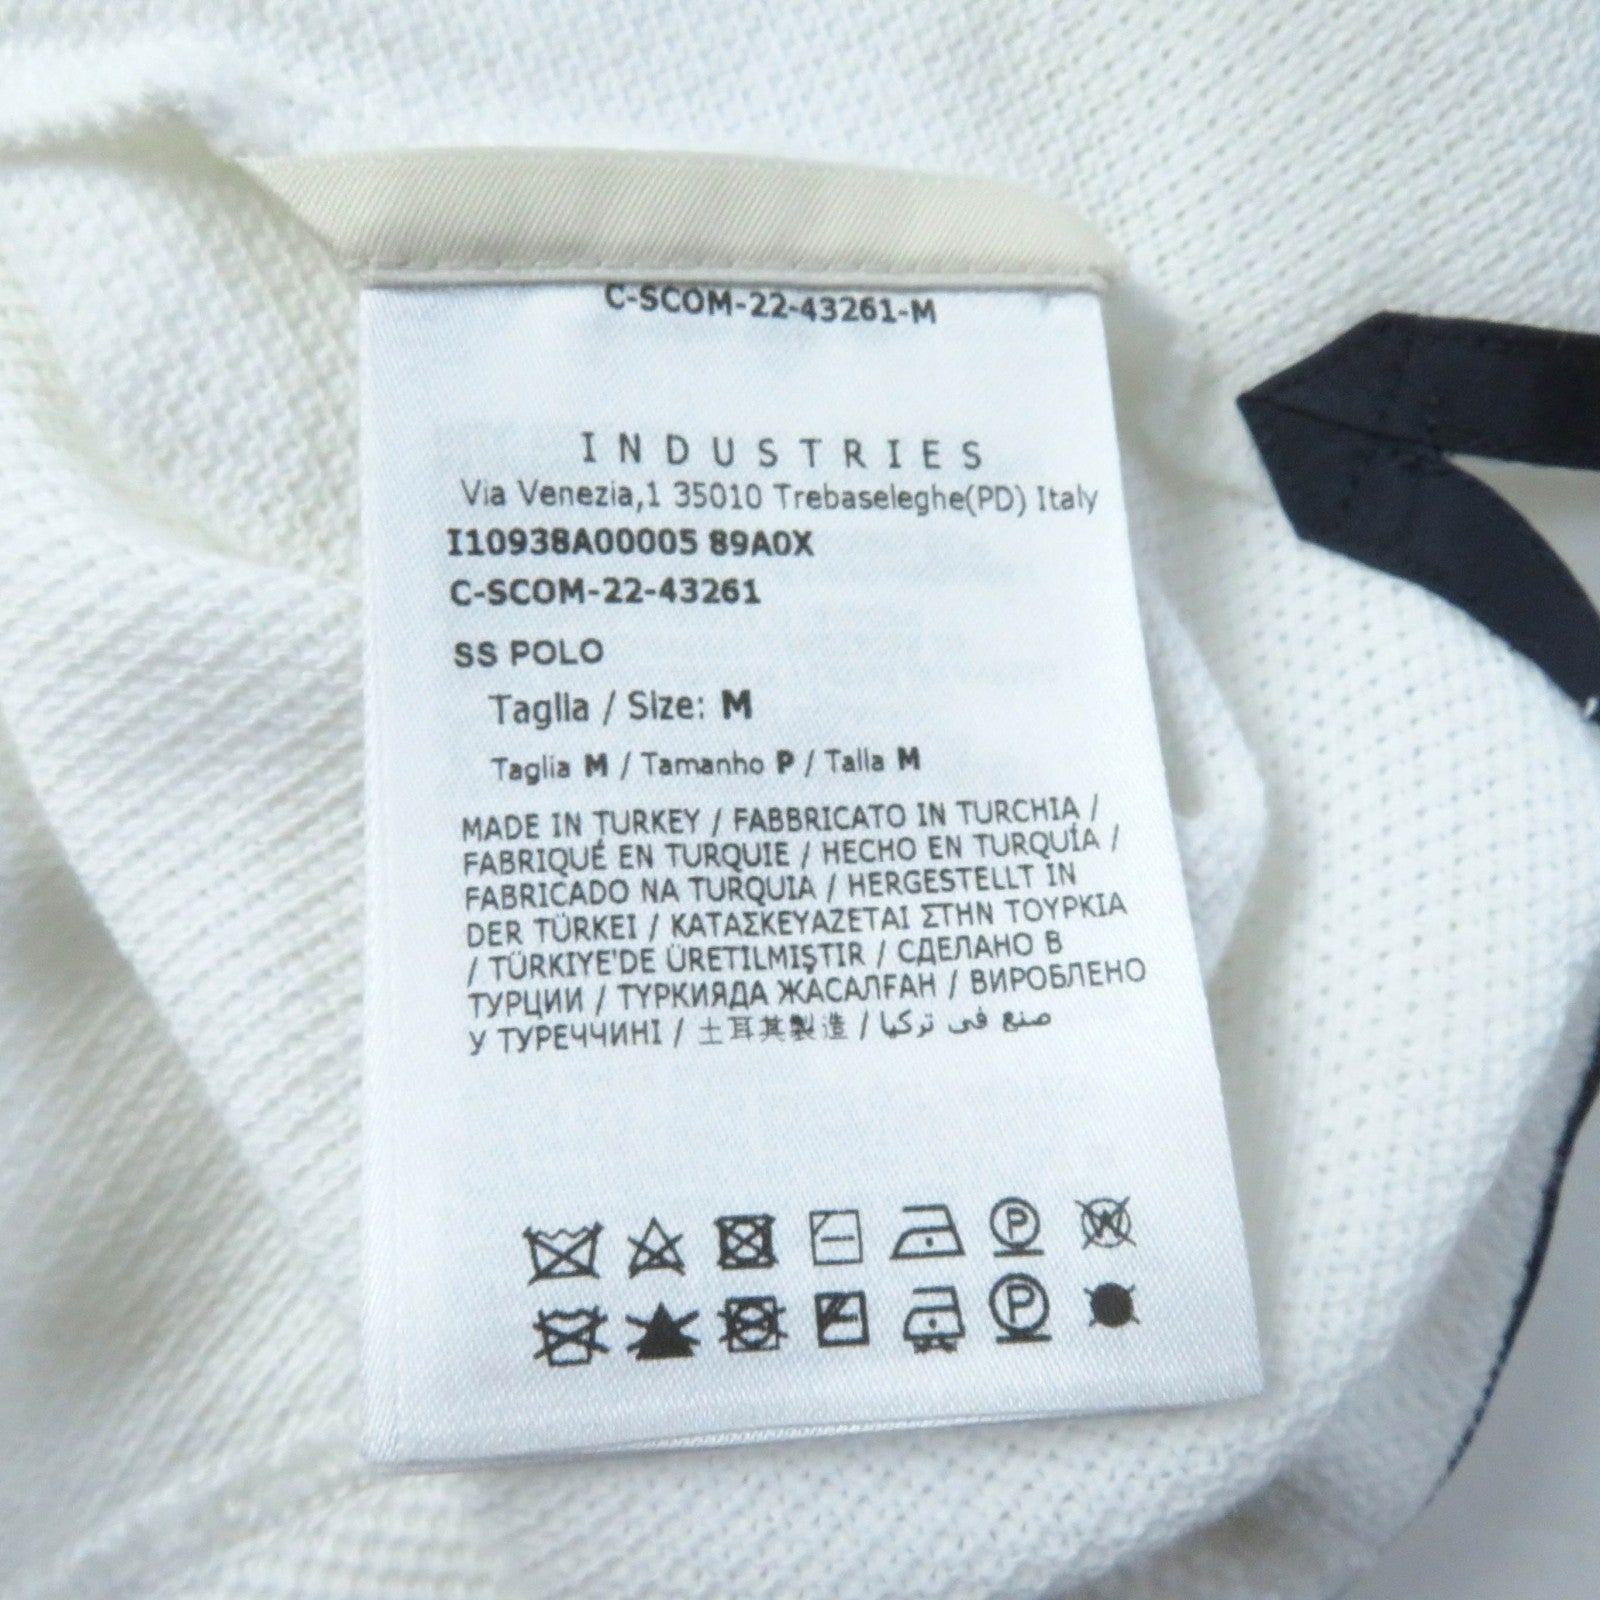 C-SCOM-22-43261-M
INDUSTRIES
Via Venezia,1 35010 Trebaseleghe(PD) Italy
I10938A00005 89A0X
C-SCOM-22-43261
SS POLO
Taglia / Size: M
Taglia M / Tamanho P / Talla M
MADE IN TURKEY / FABBRICATO IN TURCHIA /
FABRIQUÉ EN TURQUIE / HECHO EN TURQUÍA /
FABRICADO NA TURQUIA / HERGESTELLT IN
DER TÜRKEI / ΚΑΤΑΣΚΕΥΑΖΕΤΑΙ ΣΤΗΝ ΤΟΥΡΚΙΑ
/ TÜRKIYE'DE ÜRETILMIŞTIR / СДЕЛАНО В
ТУРЦИИ / ТҮРКИЯДА ЖАСАЛҒАН / ВИРОБЛЕНО
У ТУРЕЧЧИНІ / 土耳其製造 / صنع في تركيا
P W
P